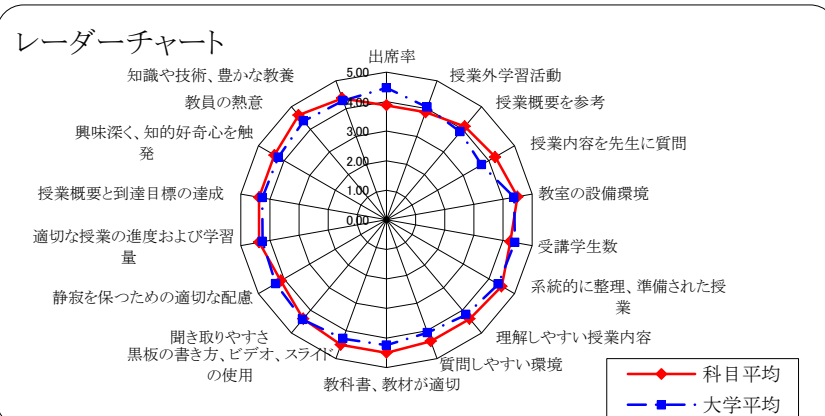 レーダーチャート
出席率
授業外学習活動
授業概要を参考
授業内容を先生に質問
教室の設備環境
受講学生数
系統的に整理、準備された授
業
理解しやすい授業内容
質問しやすい環境
教科書、教材が適切
黒板の書き方、ビデオ、スライド
の使用
聞き取りやすさ
静寂を保つための適切な配慮
適切な授業の進度および学習
量
授業概要と到達目標の達成
興味深く、知的好奇心を触
発
教員の熱意
知識や技術、豊かな教養
5.00
4.00
3.00
2.00
1.00
0.00
科目平均
大学平均